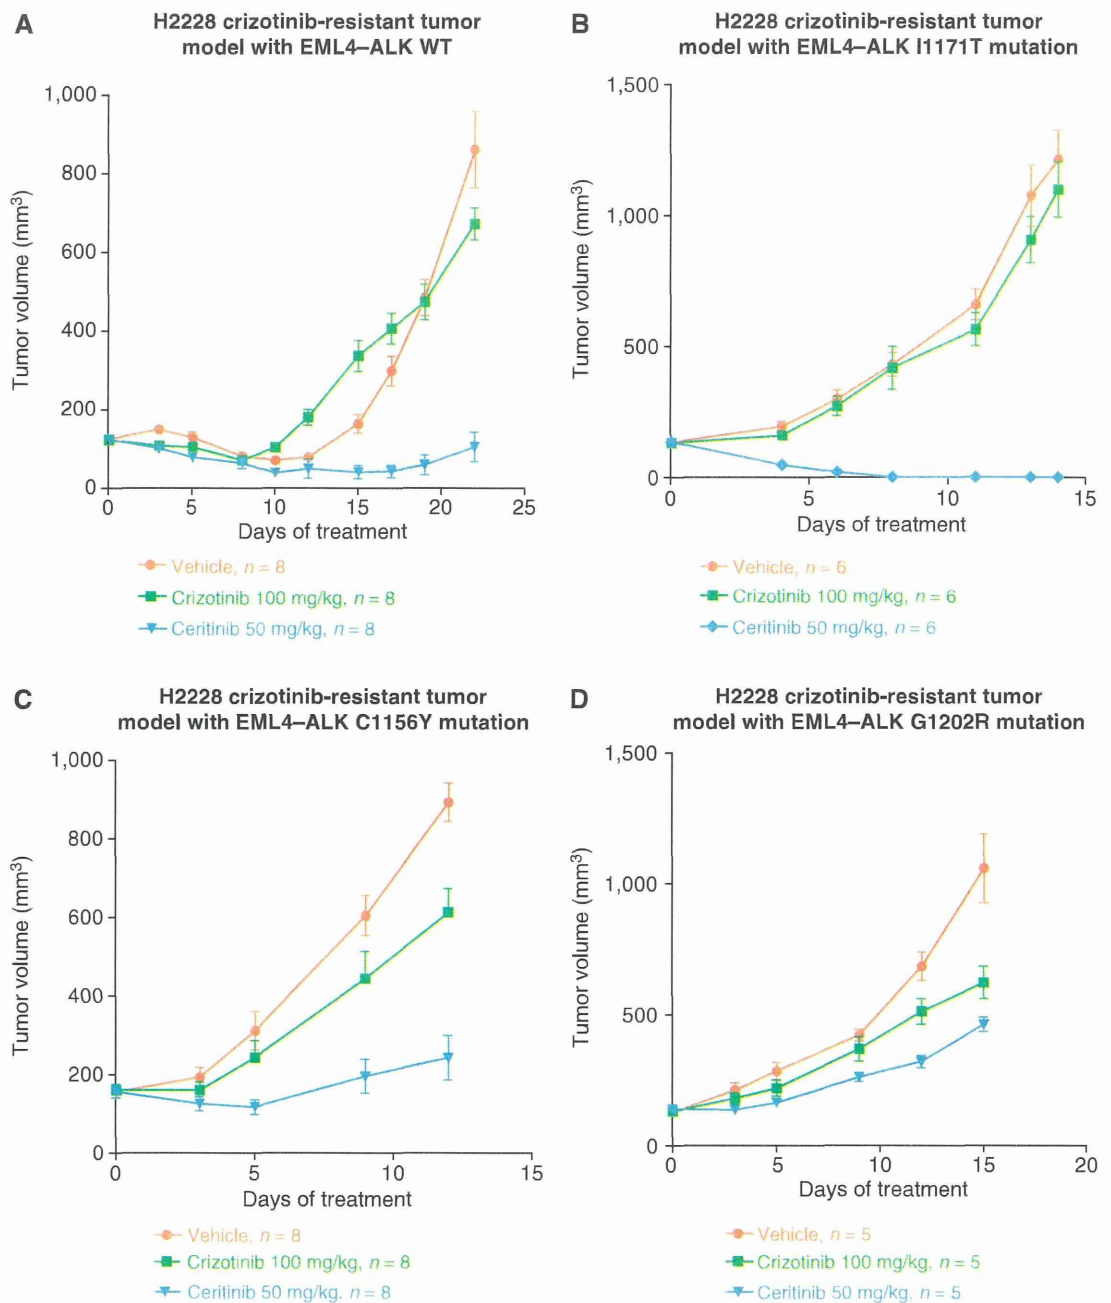 A
H2228 crizotinib-resistant tumor
model with EML4–ALK WT
1,000
800
600
400
200
0
Tumor volume (mm³)
0 5 10 15 20 25
Days of treatment
Vehicle, n = 8
Crizotinib 100 mg/kg, n = 8
Ceritinib 50 mg/kg, n = 8
B
H2228 crizotinib-resistant tumor
model with EML4–ALK I1171T mutation
1,500
1,000
500
0
Tumor volume (mm³)
0 5 10 15
Days of treatment
Vehicle, n = 6
Crizotinib 100 mg/kg, n = 6
Ceritinib 50 mg/kg, n = 6
C
H2228 crizotinib-resistant tumor
model with EML4–ALK C1156Y mutation
1,000
800
600
400
200
0
Tumor volume (mm³)
0 5 10 15
Days of treatment
Vehicle, n = 8
Crizotinib 100 mg/kg, n = 8
Ceritinib 50 mg/kg, n = 8
D
H2228 crizotinib-resistant tumor
model with EML4–ALK G1202R mutation
1,500
1,000
500
0
Tumor volume (mm³)
0 5 10 15 20
Days of treatment
Vehicle, n = 5
Crizotinib 100 mg/kg, n = 5
Ceritinib 50 mg/kg, n = 5